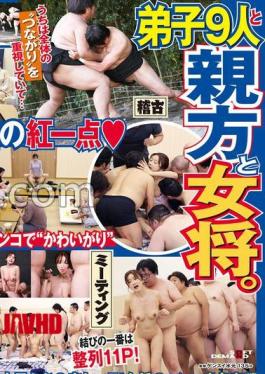 弟子9人と
親方と女将。
うちは全体の
“つながり”を
重視していて…
稽古
の紅一点♥
.com
ンコで“かわいがり”
ミーティング
JAVHD
結びの一番は
整列11P!